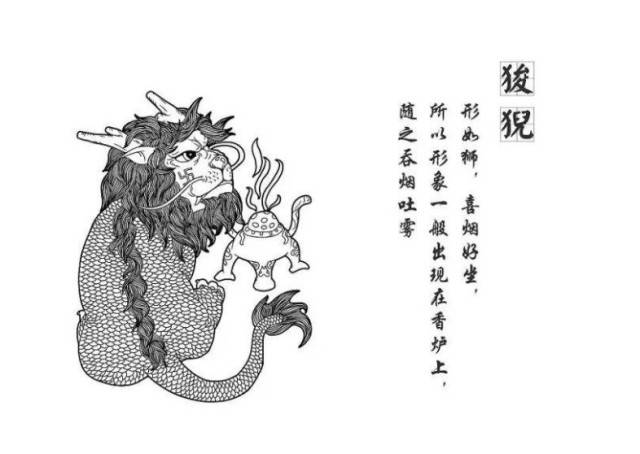 狻猊
形如狮，喜烟好坐，
所以形象一般出现在香炉上，
随之吞烟吐雾